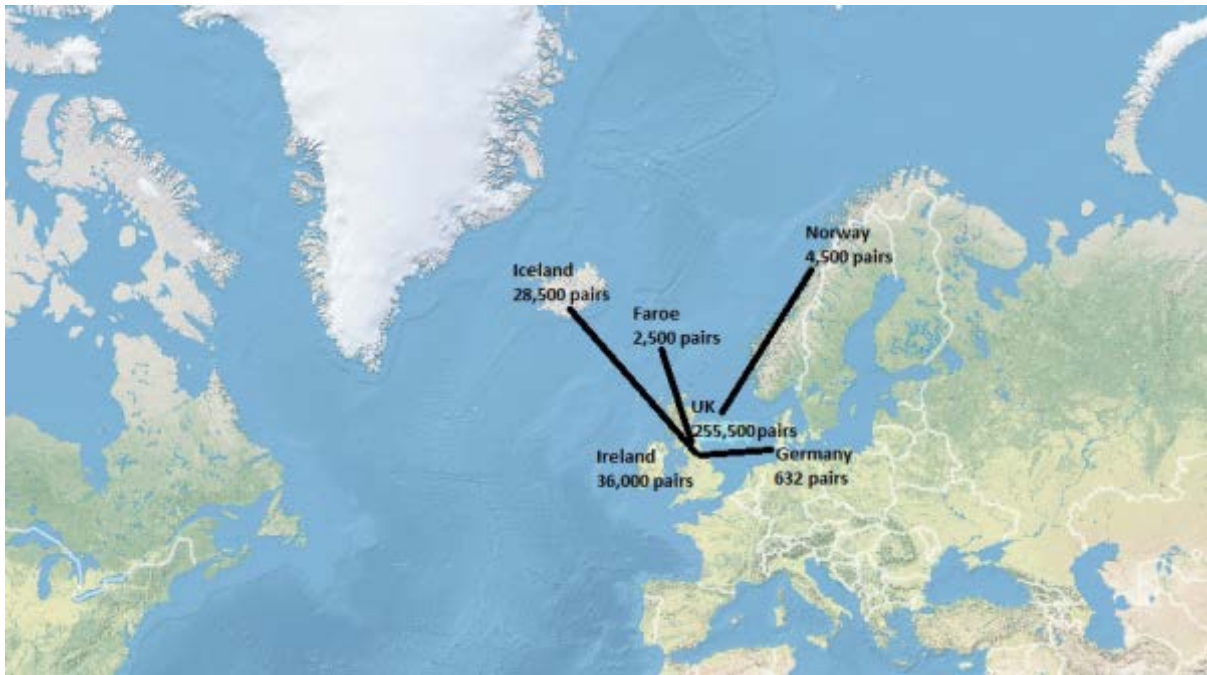 Norway
4,500 pairs
Iceland
28,500 pairs
Faroe
2,500 pairs
UK
255,500 pairs
Ireland
36,000 pairs
Germany
632 pairs